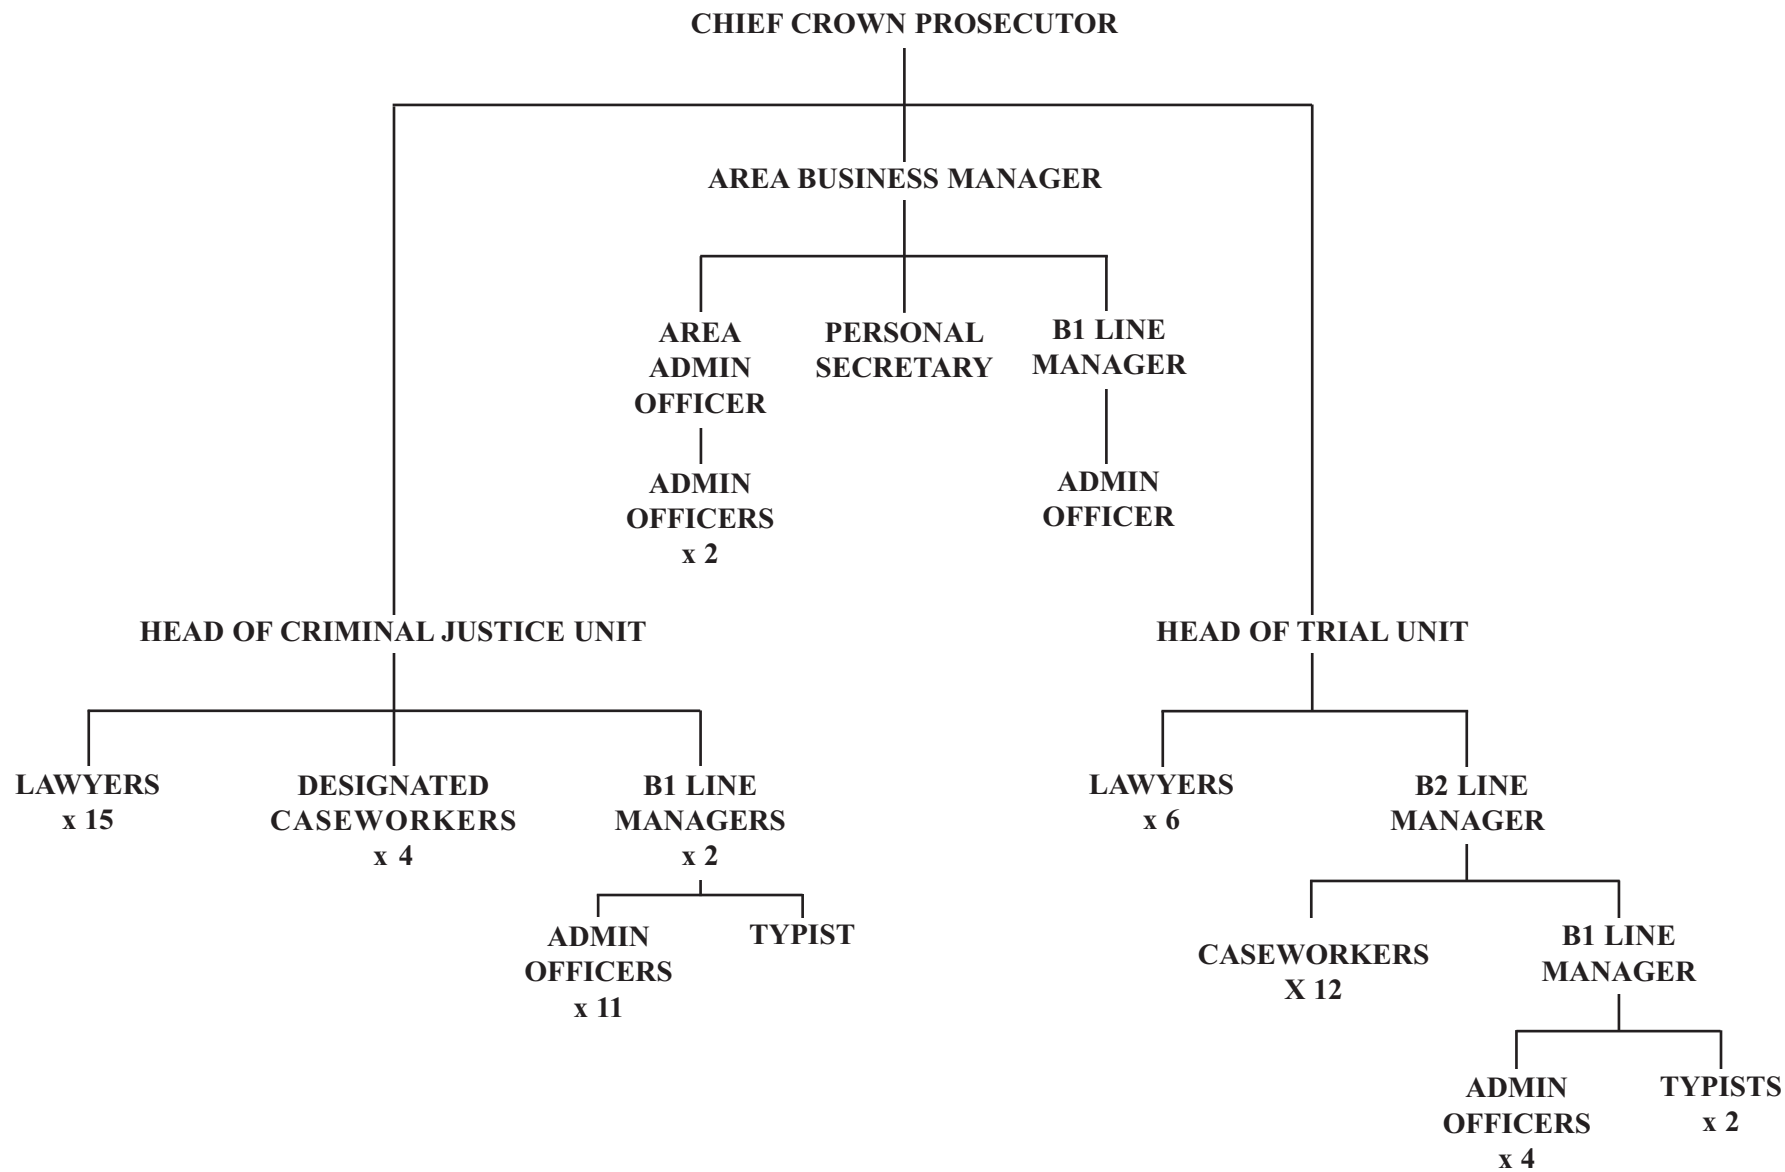 CHIEF CROWN PROSECUTOR
AREA BUSINESS MANAGER
AREA
ADMIN
OFFICER
PERSONAL
SECRETARY
B1 LINE
MANAGER
ADMIN
OFFICERS
x 2
ADMIN
OFFICER
HEAD OF CRIMINAL JUSTICE UNIT
HEAD OF TRIAL UNIT
LAWYERS
x 15
DESIGNATED
CASEWORKERS
x 4
B1 LINE
MANAGERS
x 2
LAWYERS
x 6
B2 LINE
MANAGER
ADMIN
OFFICERS
x 11
TYPIST
CASEWORKERS
X 12
B1 LINE
MANAGER
ADMIN
OFFICERS
x 4
TYPISTS
x 2